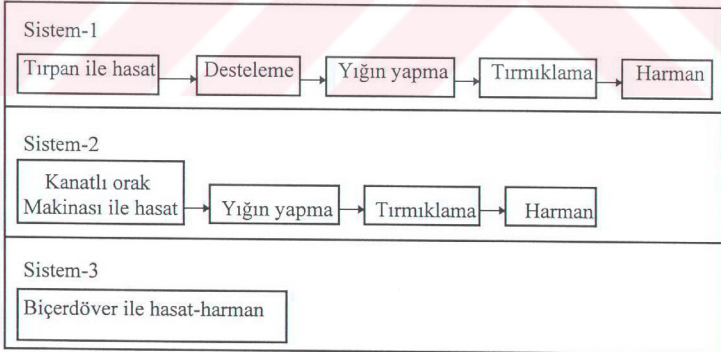 Sistem-1
Tırpan ile hasat Desteleme Yığın yapma Tırmıklama Harman
Sistem-2
Kanatlı orak
Makinası ile hasat Yığın yapma Tırmıklama Harman
Sistem-3
Biçerdöver ile hasat-harman